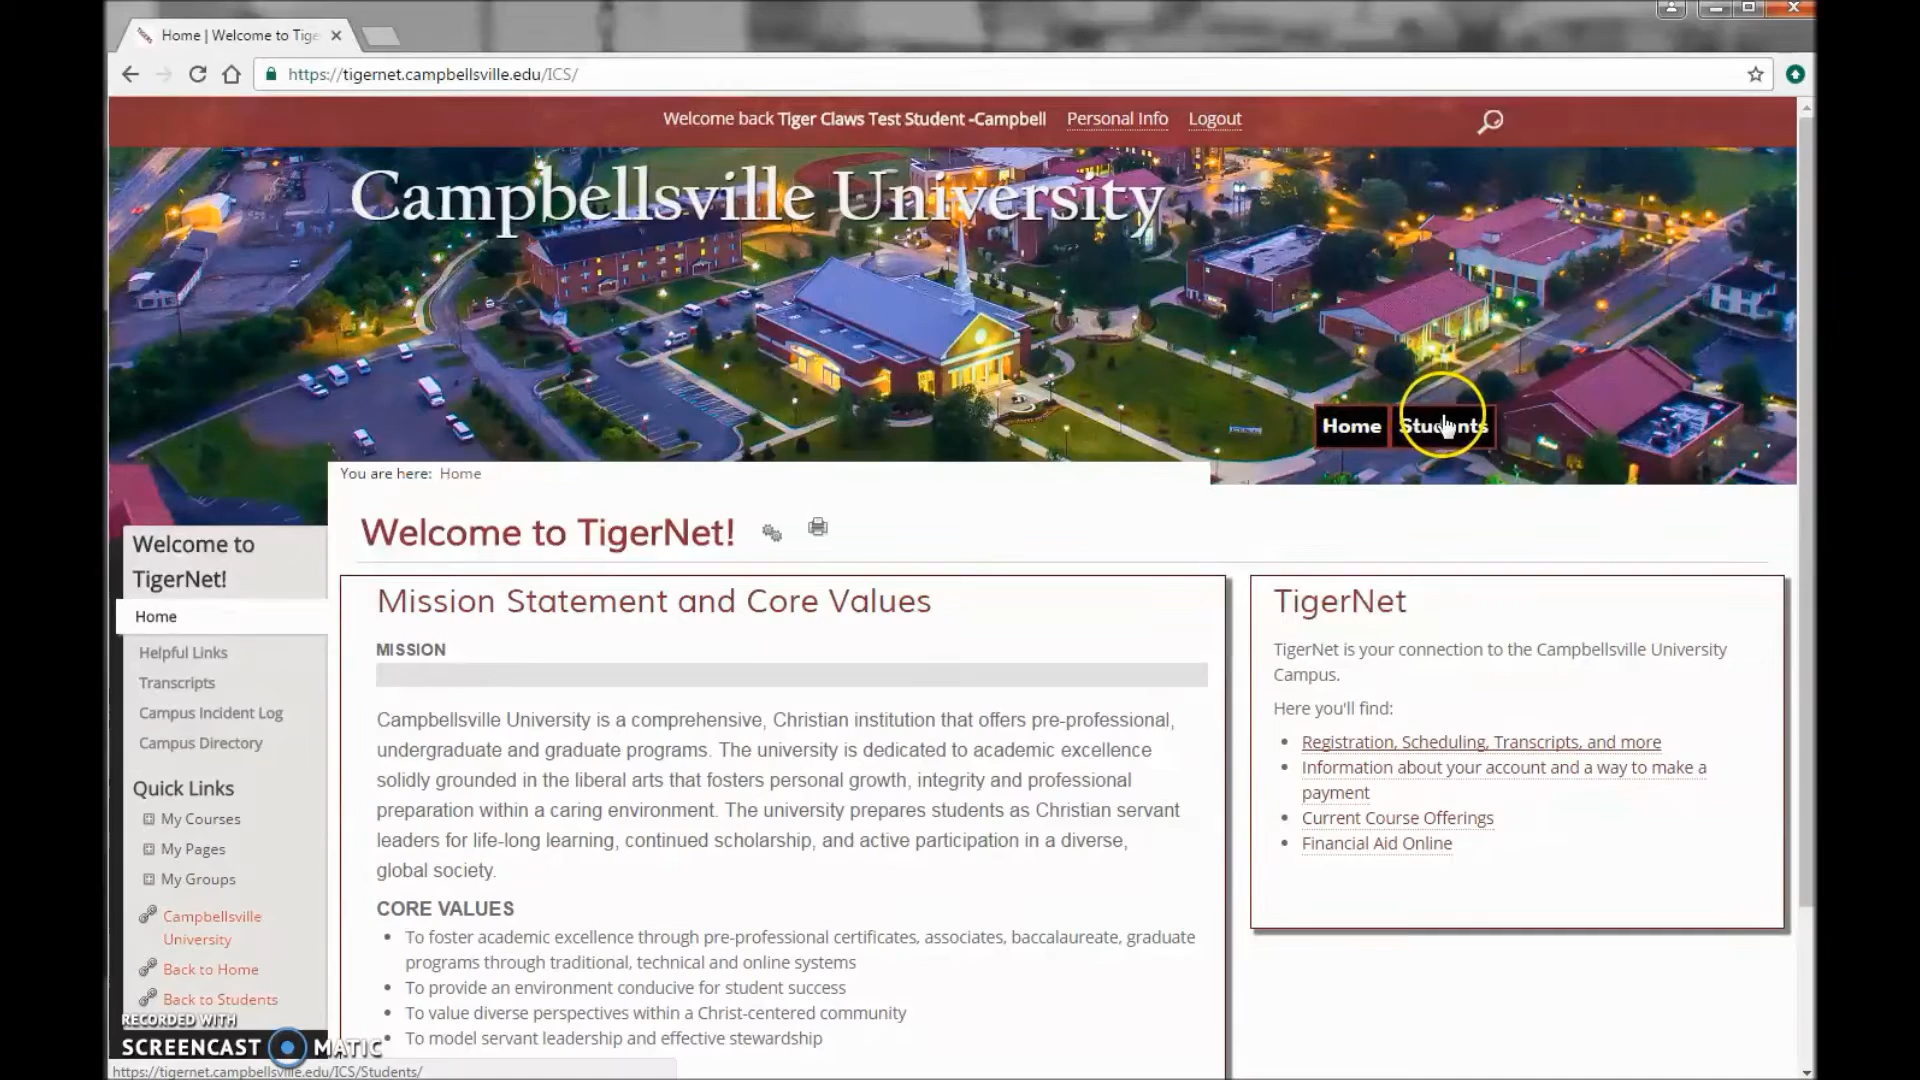 Home | Welcome to Tige
https://tigernet.campbellsville.edu/ICS/
Welcome back Tiger Claws Test Student -Campbell Personal Info Logout
Campbellsville University
Home Students
You are here: Home
Welcome to TigerNet!
Welcome to
TigerNet!
Home
Helpful Links
Transcripts
Campus Incident Log
Campus Directory
Quick Links
My Courses
My Pages
My Groups
Campbellsville
University
Back to Home
Back to Students
Mission Statement and Core Values
MISSION
Campbellsville University is a comprehensive, Christian institution that offers pre-professional,
undergraduate and graduate programs. The university is dedicated to academic excellence
solidly grounded in the liberal arts that fosters personal growth, integrity and professional
preparation within a caring environment. The university prepares students as Christian servant
leaders for life-long learning, continued scholarship, and active participation in a diverse,
global society.
CORE VALUES
• To foster academic excellence through pre-professional certificates, associates, baccalaureate, graduate
programs through traditional, technical and online systems
• To provide an environment conducive for student success
• To value diverse perspectives within a Christ-centered community
• To model servant leadership and effective stewardship
TigerNet
TigerNet is your connection to the Campbellsville University
Campus.
Here you'll find:
• Registration, Scheduling, Transcripts, and more
• Information about your account and a way to make a
payment
• Current Course Offerings
• Financial Aid Online
RECORDED WITH
SCREENCAST MATIC
https://tigernet.campbellsville.edu/ICS/Students/